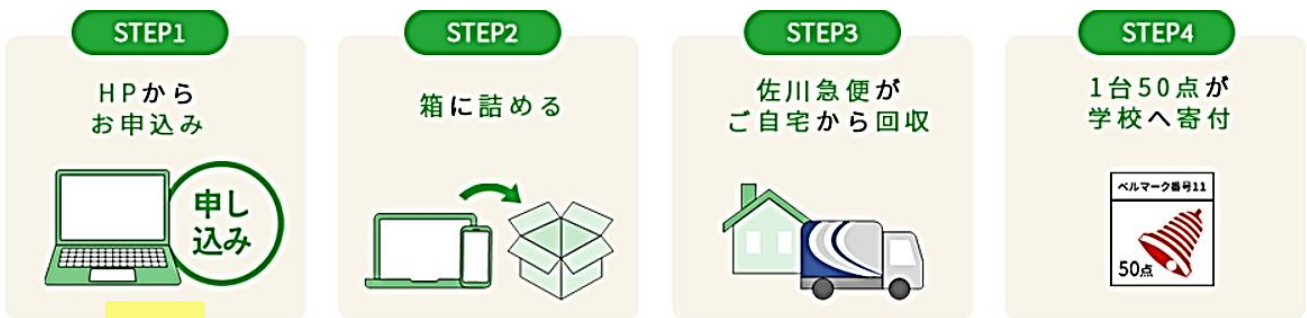 STEP1
HPから
お申込み
申し
込み
STEP2
箱に詰める
STEP3
佐川急便が
ご自宅から回収
STEP4
1台50点が
学校へ寄付
ベルマーク番号11
50点